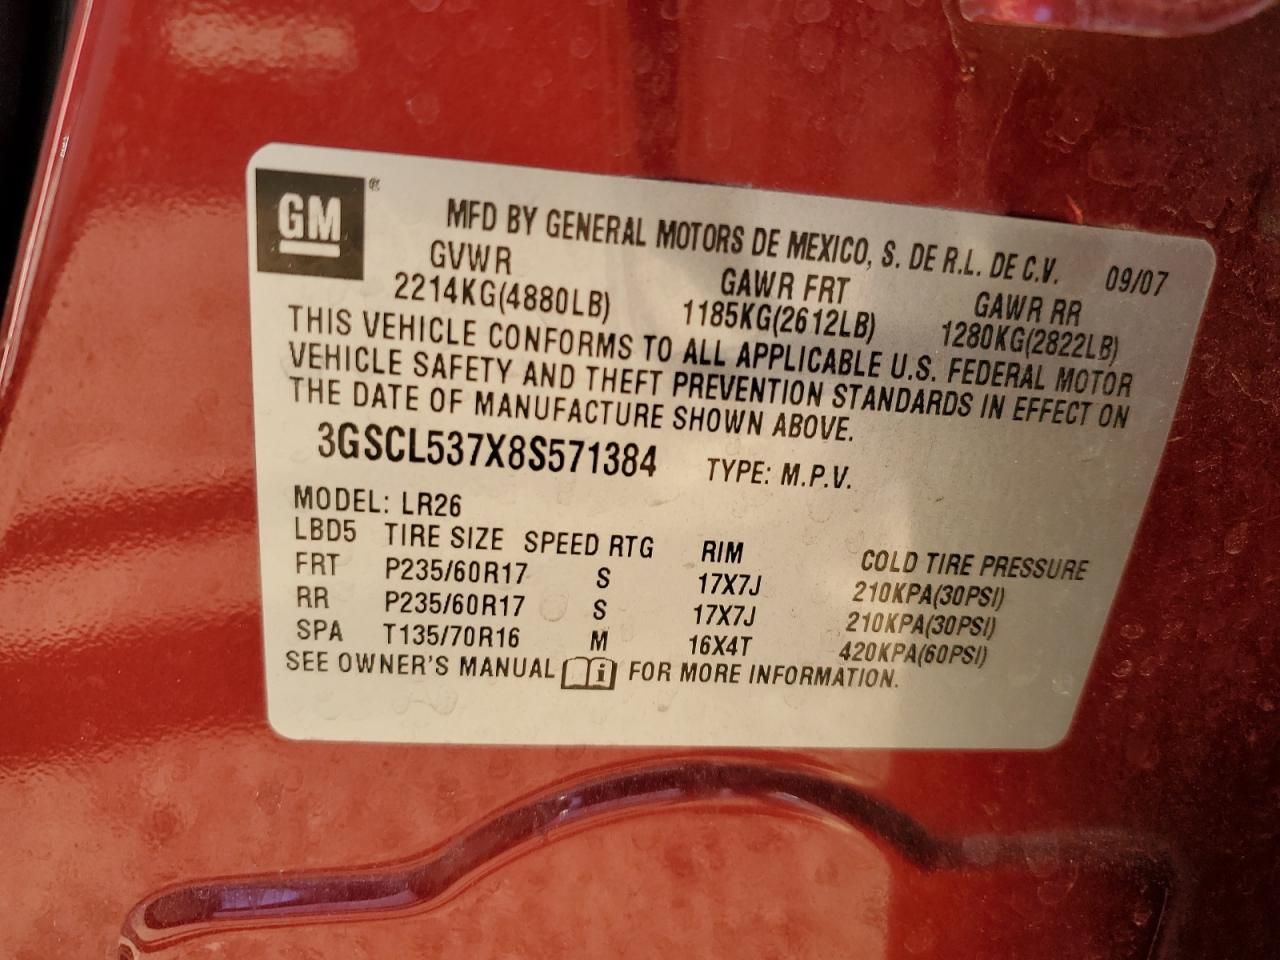 GM ®
MFD BY GENERAL MOTORS DE MEXICO, S. DE R.L. DE C.V. 09/07
GVWR GAWR FRT GAWR RR
2214KG(4880LB) 1185KG(2612LB) 1280KG(2822LB)
THIS VEHICLE CONFORMS TO ALL APPLICABLE U.S. FEDERAL MOTOR
VEHICLE SAFETY AND THEFT PREVENTION STANDARDS IN EFFECT ON
THE DATE OF MANUFACTURE SHOWN ABOVE.
3GSCL537X8S571384 TYPE: M.P.V.
MODEL: LR26
LBD5 TIRE SIZE SPEED RTG RIM COLD TIRE PRESSURE
FRT P235/60R17 S 17X7J 210KPA(30PSI)
RR P235/60R17 S 17X7J 210KPA(30PSI)
SPA T135/70R16 M 16X4T 420KPA(60PSI)
SEE OWNER'S MANUAL i FOR MORE INFORMATION.